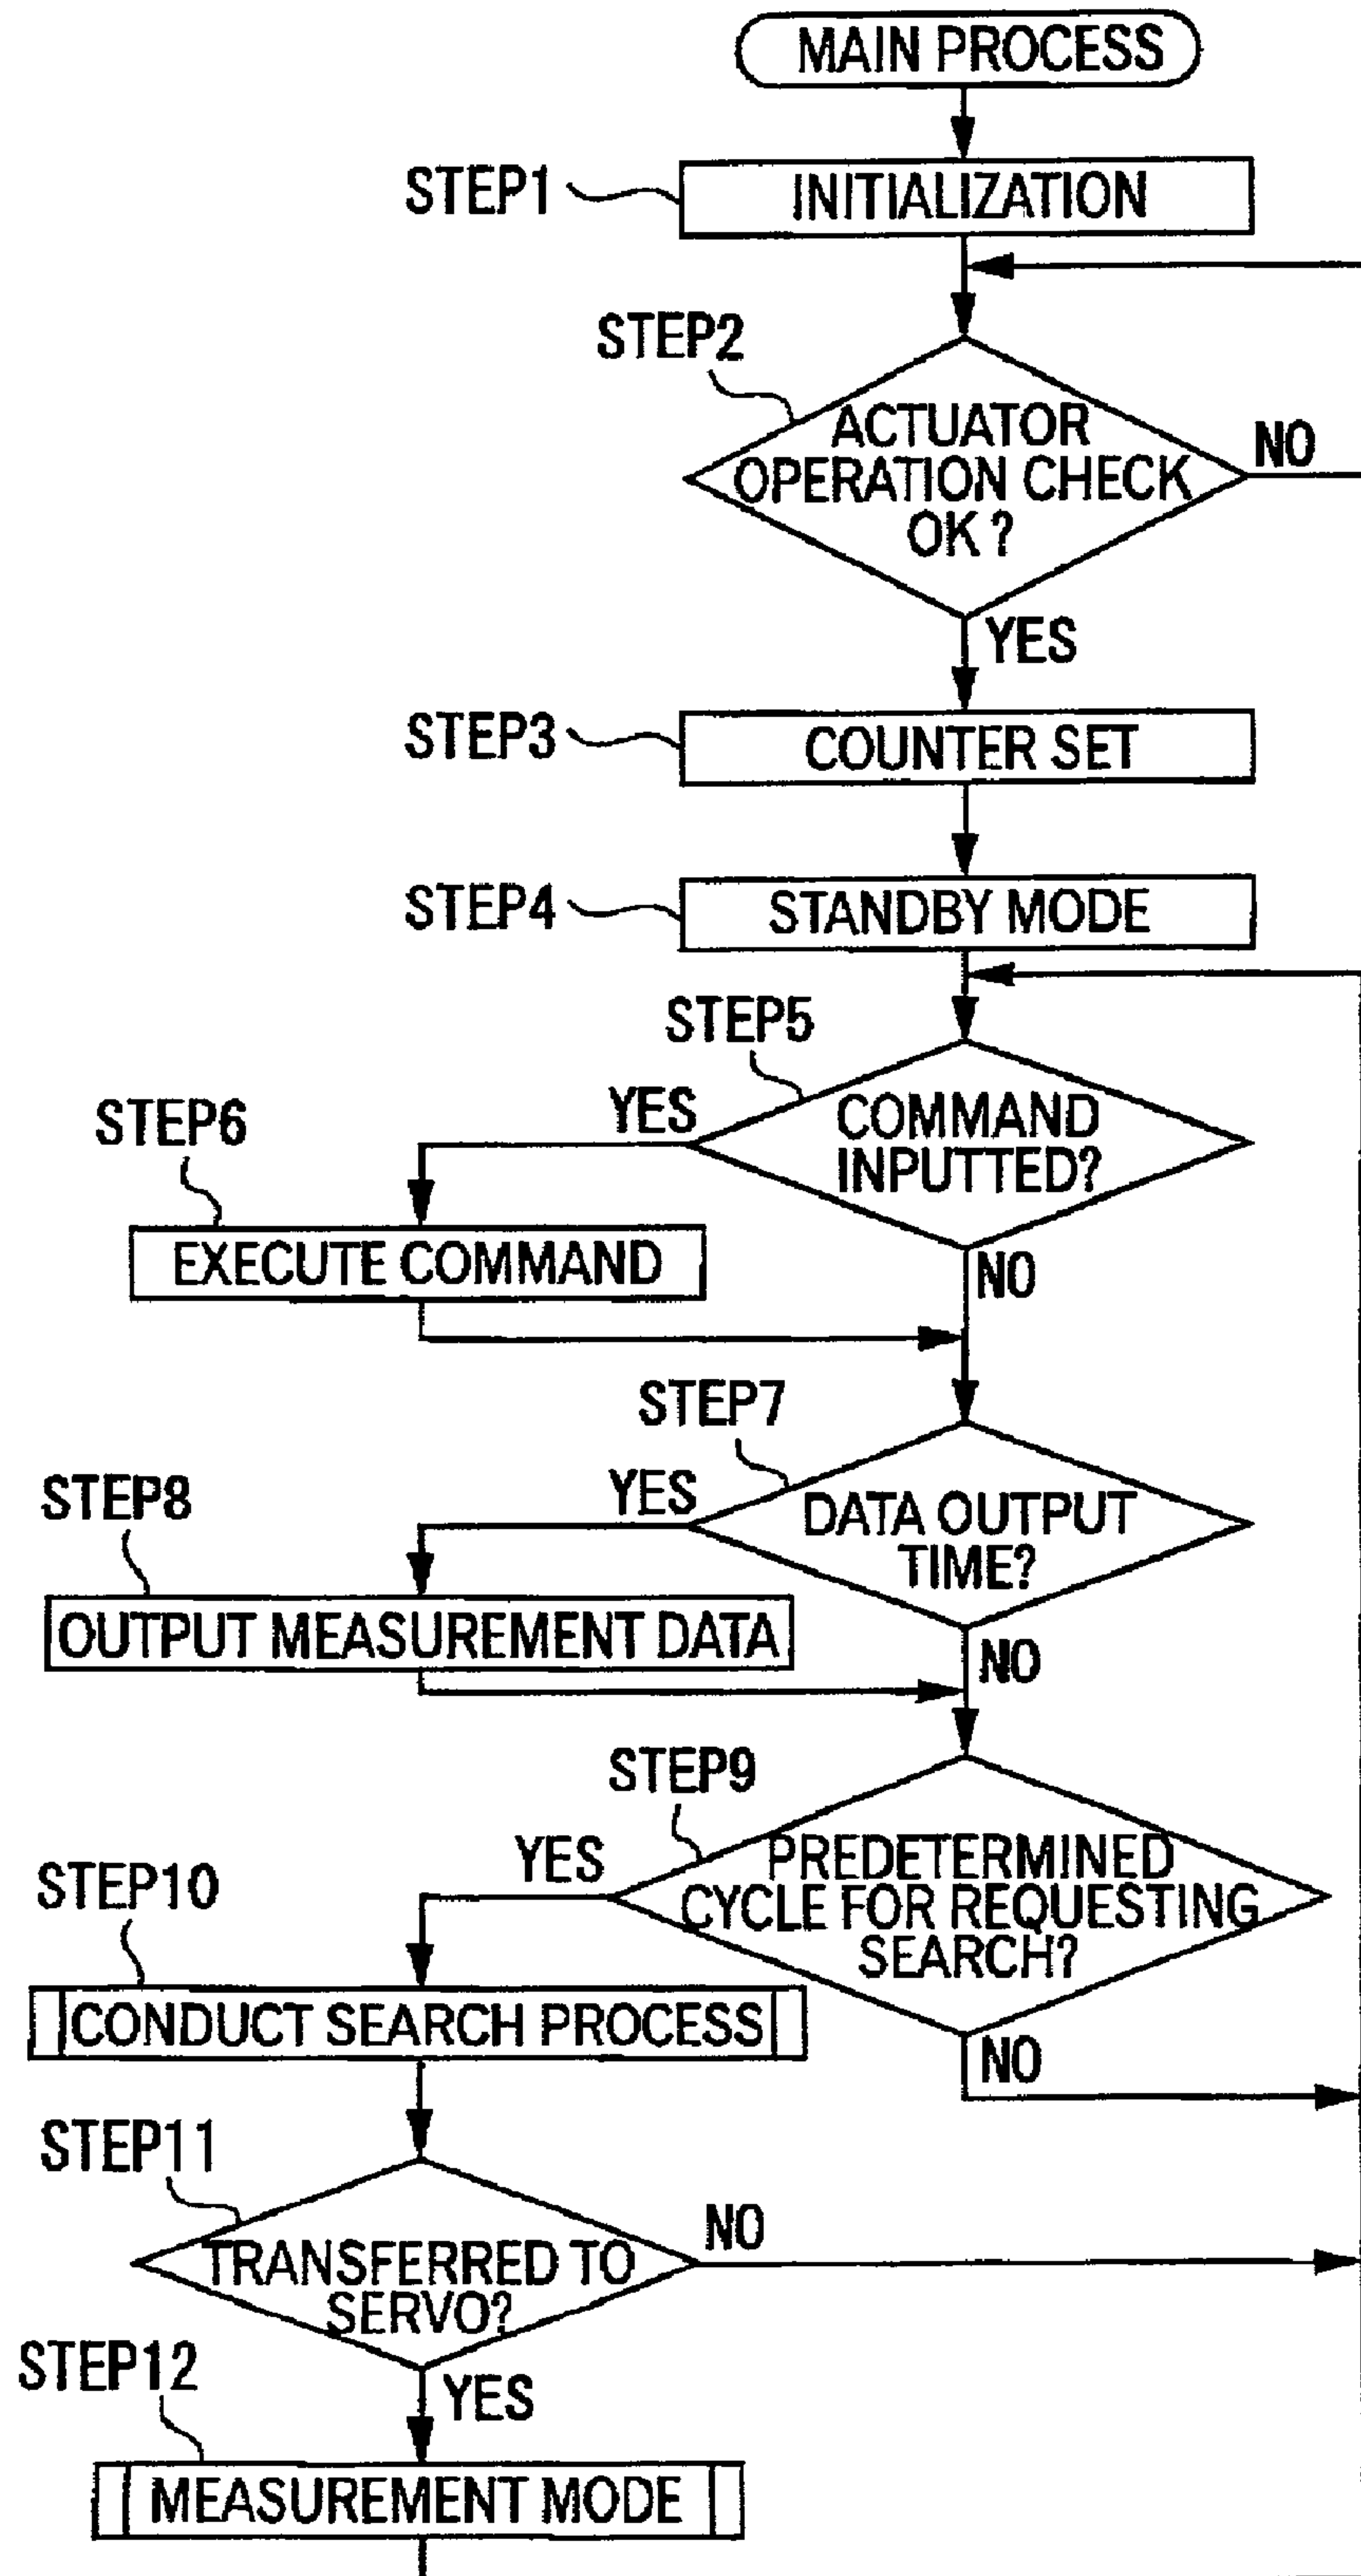 MAIN PROCESS
STEP1
INITIALIZATION
STEP2
ACTUATOR
OPERATION CHECK
OK?
NO
YES
STEP3
COUNTER SET
STEP4
STANDBY MODE
STEP5
COMMAND
INPUTTED?
YES
STEP6
EXECUTE COMMAND
NO
STEP7
DATA OUTPUT
TIME?
YES
STEP8
OUTPUT MEASUREMENT DATA
NO
STEP9
PREDETERMINED
CYCLE FOR REQUESTING
SEARCH?
YES
STEP10
CONDUCT SEARCH PROCESS
NO
STEP11
TRANSFERRED TO
SERVO?
NO
STEP12
YES
MEASUREMENT MODE